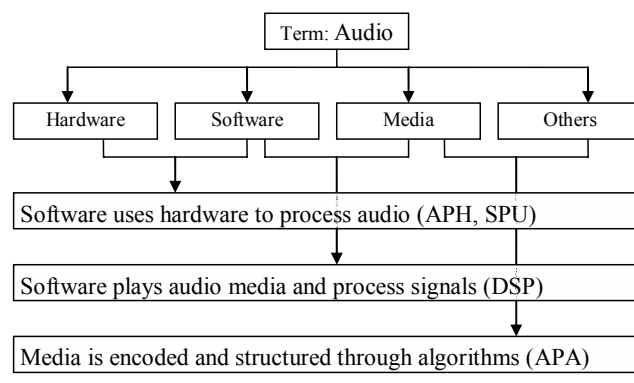 Term: Audio
Hardware
Software
Media
Others
Software uses hardware to process audio (APH, SPU)
Software plays audio media and process signals (DSP)
Media is encoded and structured through algorithms (APA)